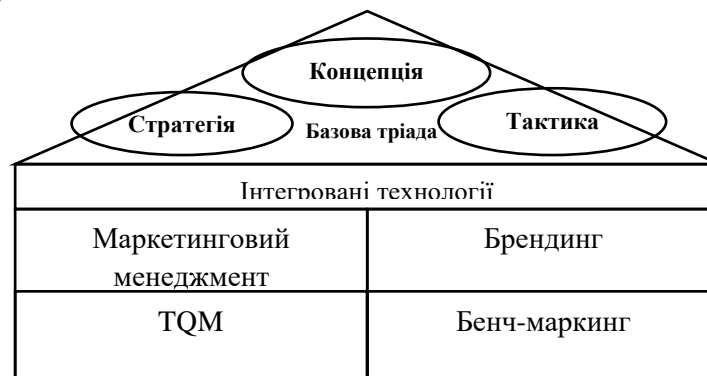 Концепція
Стратегія
Базова тріада
Тактика
Інтегровані технології
Маркетинговий
менеджмент
Брендинг
TQM
Бенч-маркинг